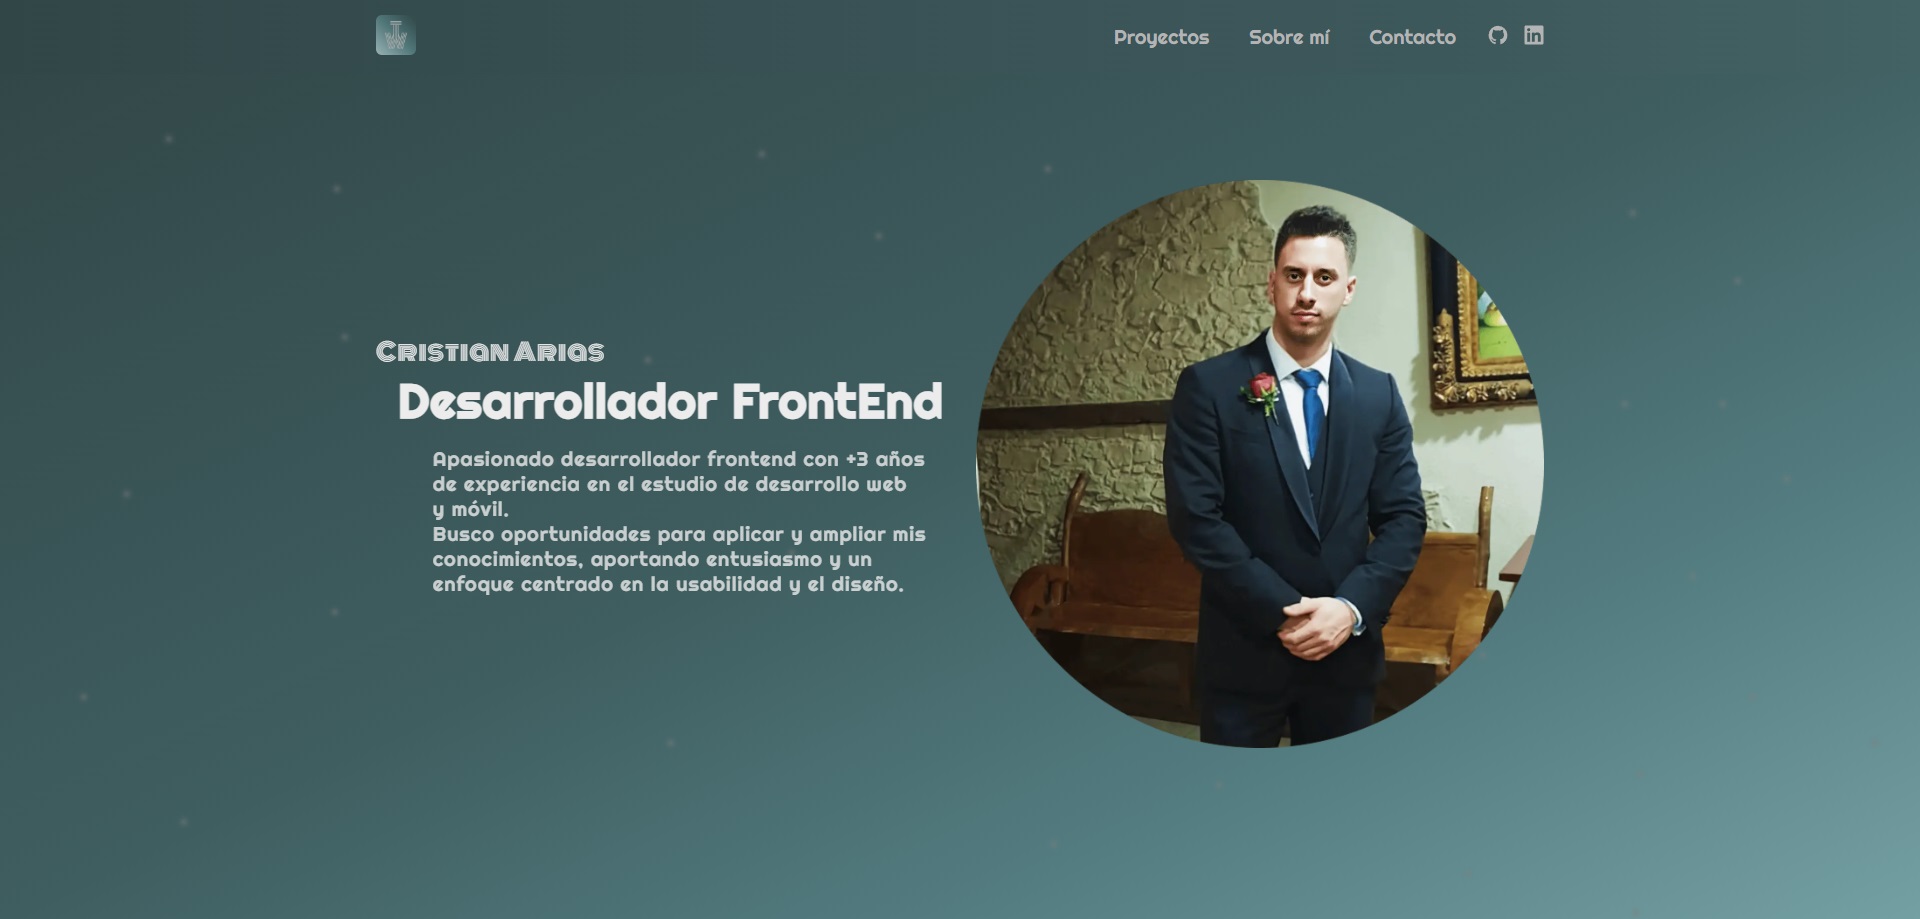 Proyectos
Sobre mí
Contacto
Cristian Arias
Desarrollador FrontEnd
Apasionado desarrollador frontend con +3 años
de experiencia en el estudio de desarrollo web
y móvil.
Busco oportunidades para aplicar y ampliar mis
conocimientos, aportando entusiasmo y un
enfoque centrado en la usabilidad y el diseño.